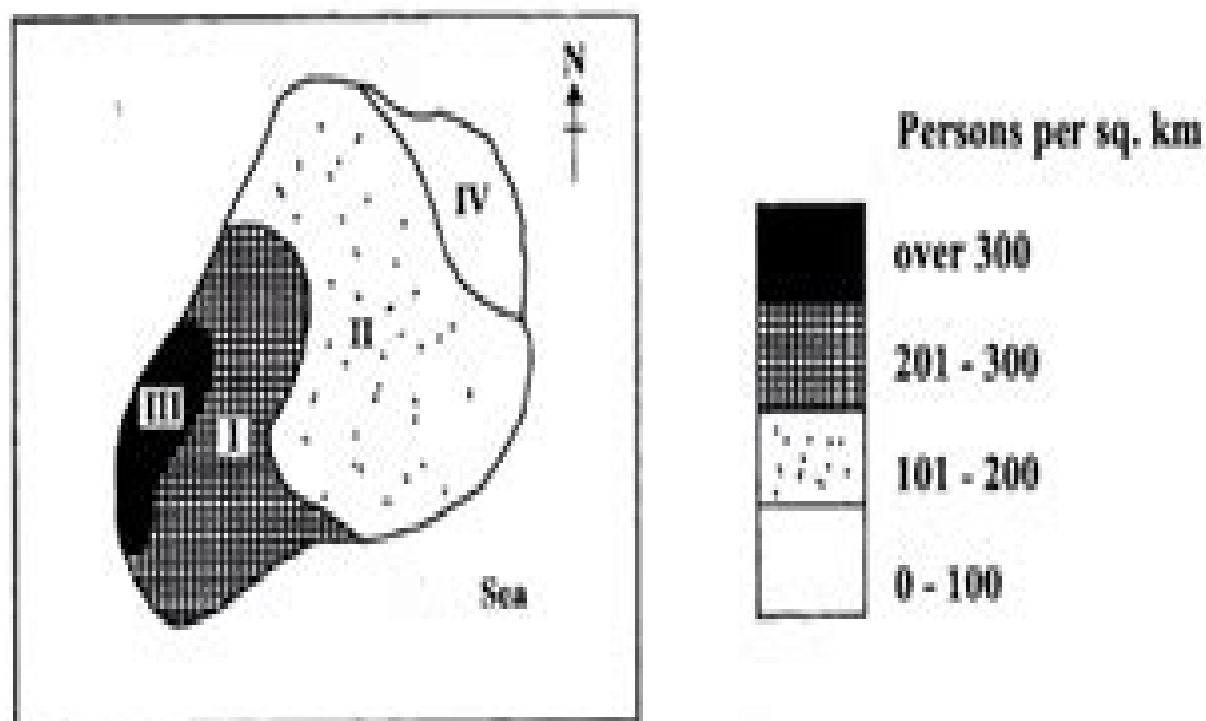 N
IV
II
III
I
Sea
Persons per sq. km
over 300
201 - 300
101 - 200
0 - 100